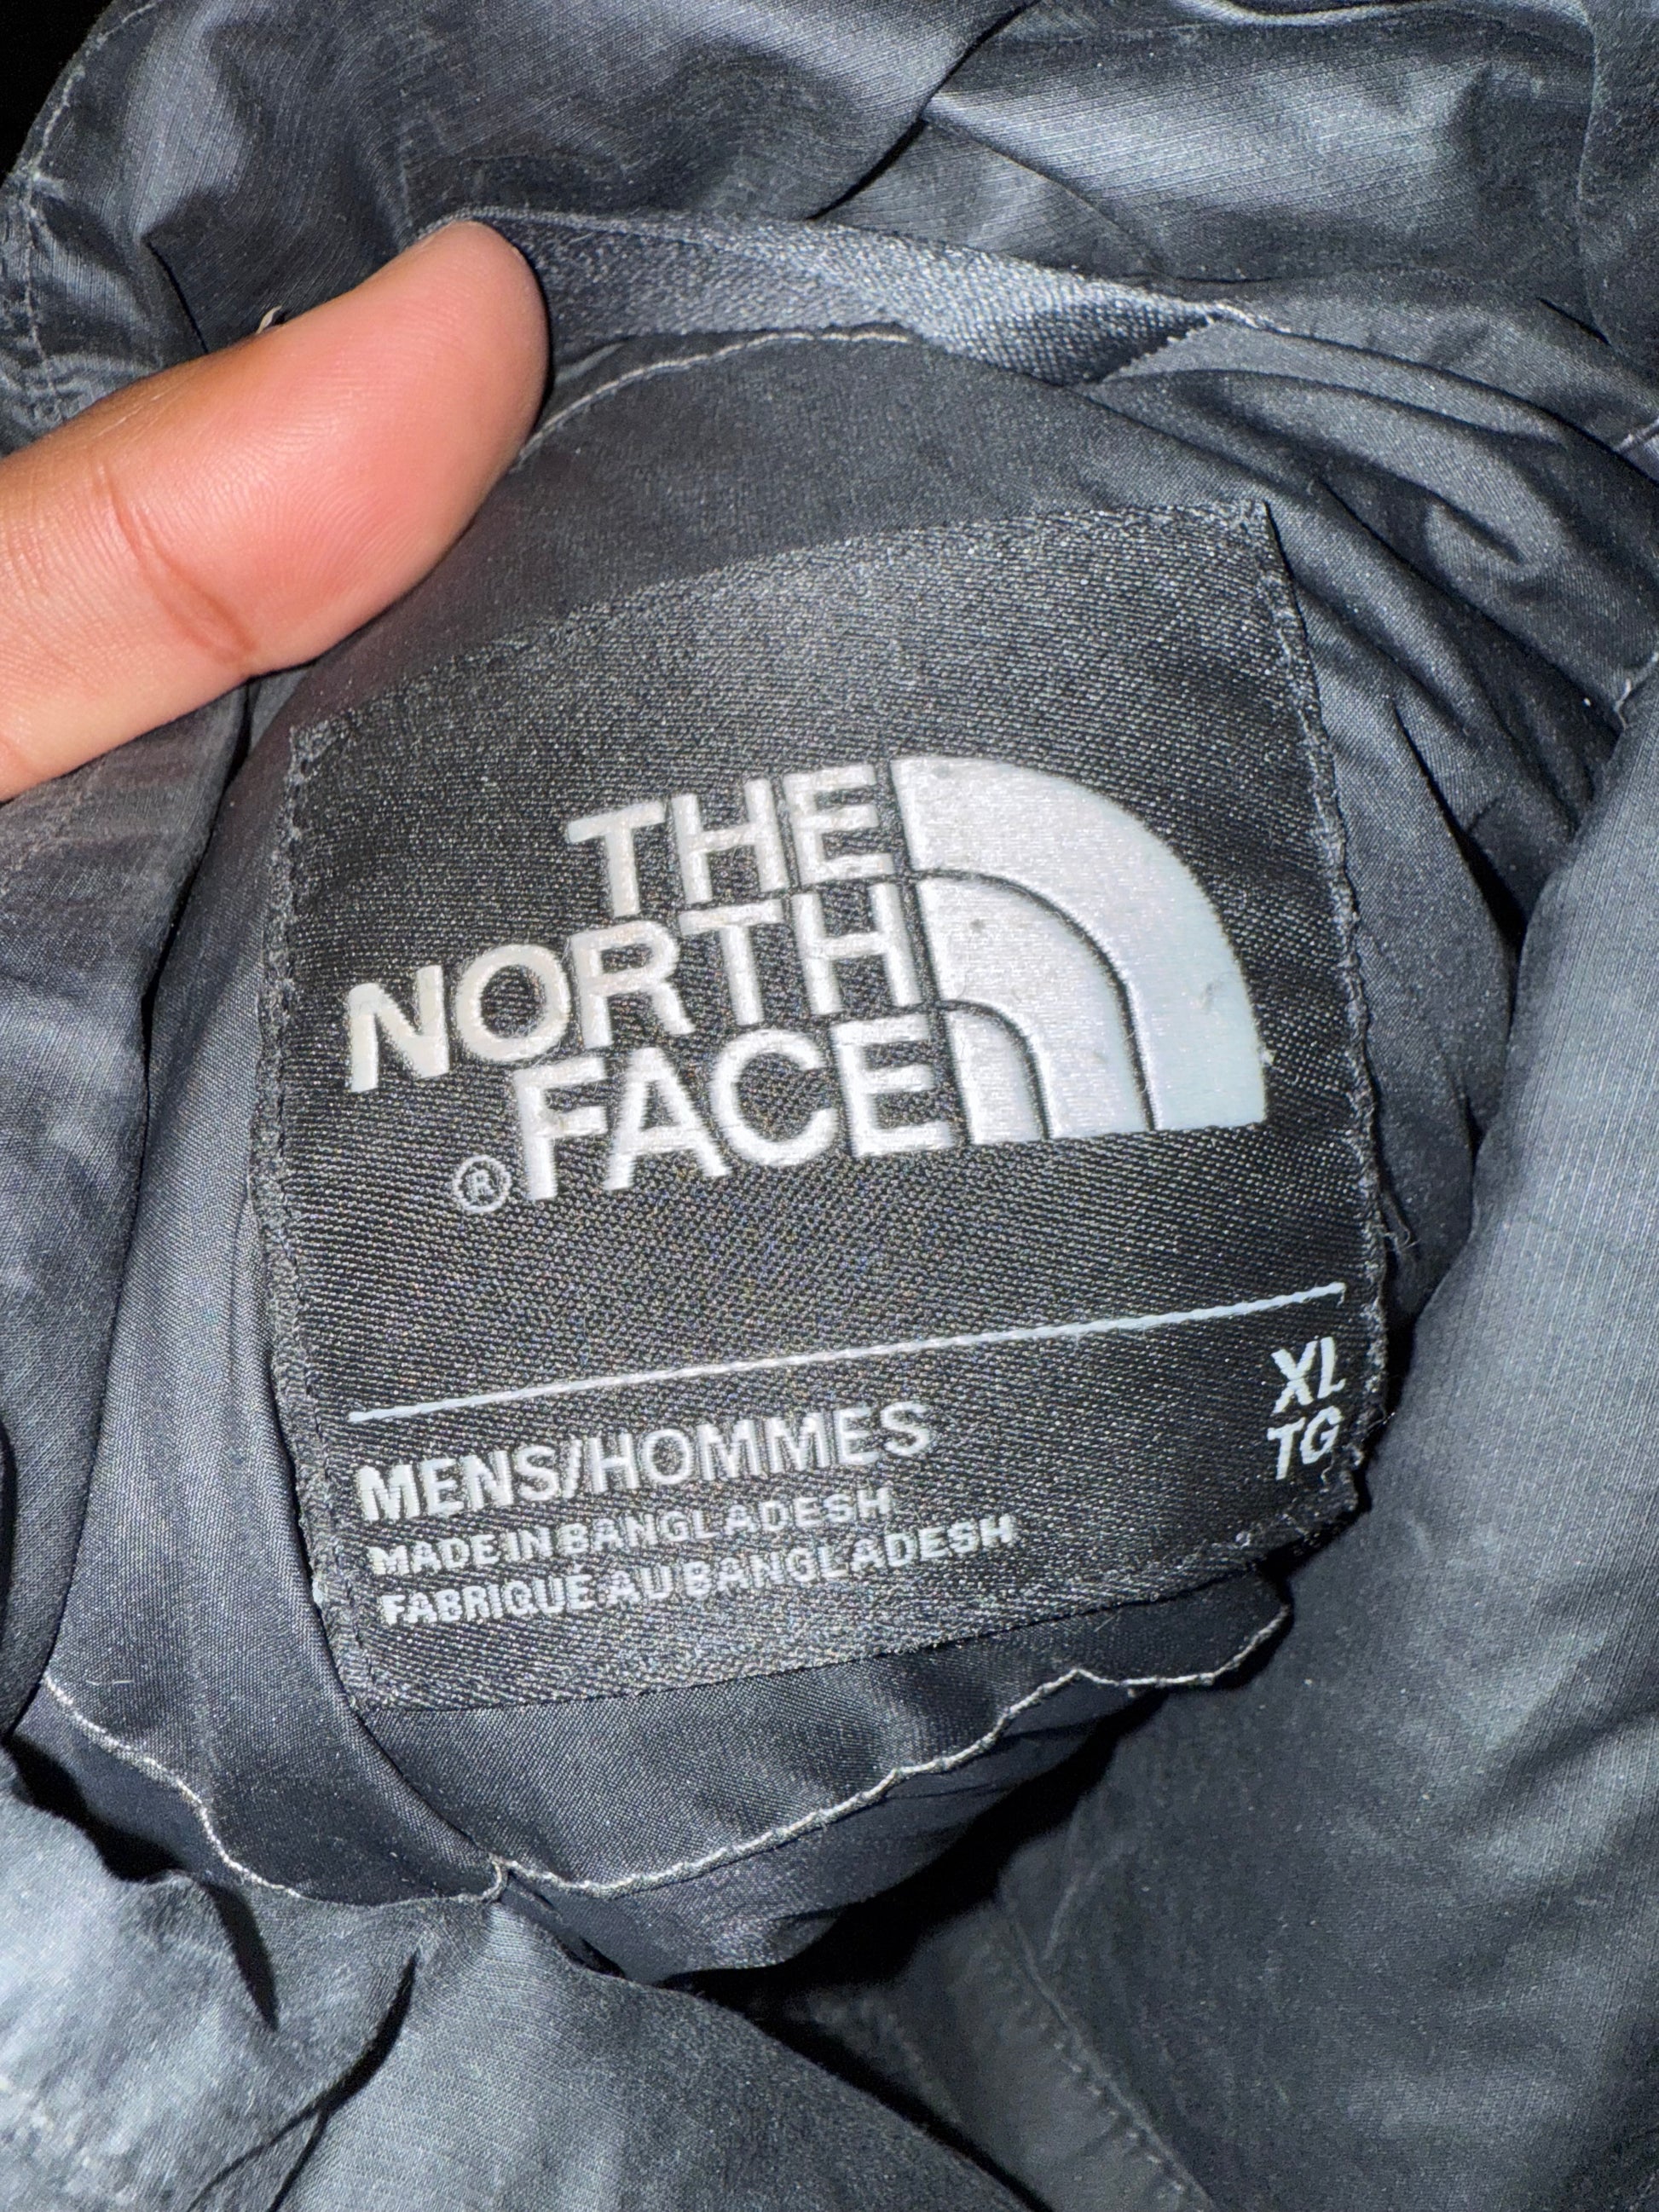 THE
NORTH
FACE
®
XL
TG
MENS/HOMMES
MADE IN BANGLADESH
FABRIQUE AU BANGLADESH